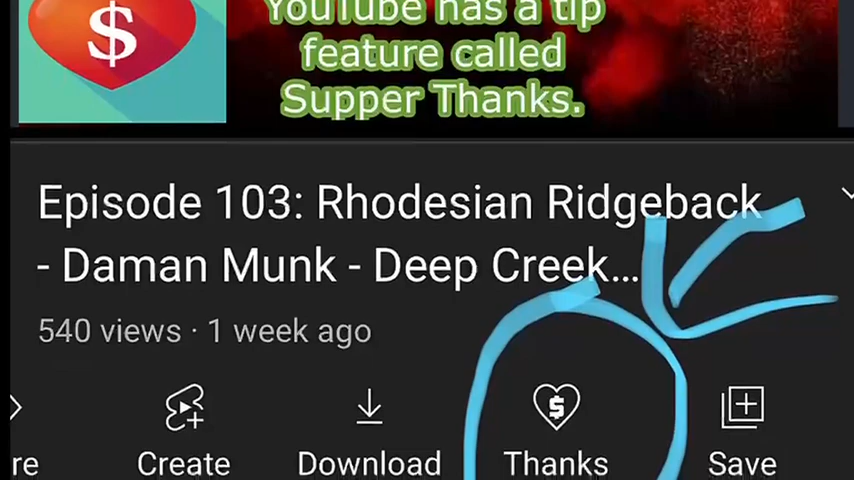 $
YouTube has a tip
feature called
Supper Thanks.
Episode 103: Rhodesian Ridgeback
- Daman Munk - Deep Creek...
540 views · 1 week ago
re
Create
Download
$
Thanks
Save